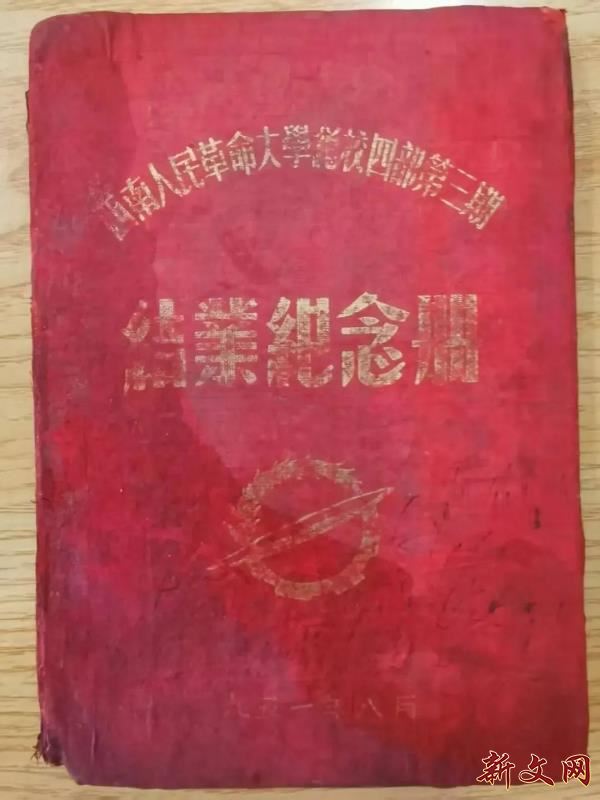 西南人民革命大學總校四部第三期
結業紀念冊
九五一年八月
新文网